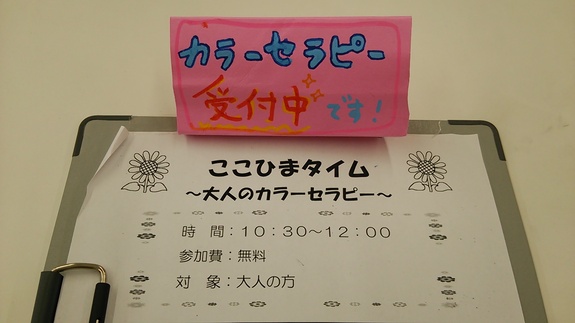 カラーセラピー
受付中です!
ここひまタイム
~大人のカラーセラピー~
時　間:10:30~12:00
参加費:無料
対　象:大人の方